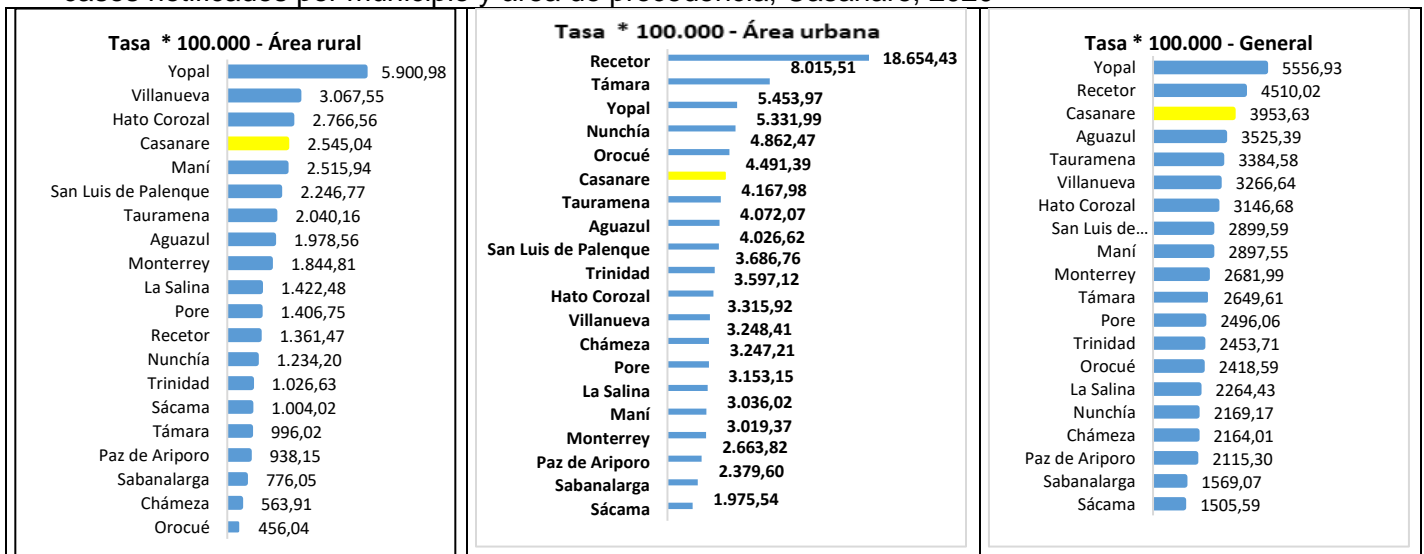 casos notificados por municipio y área de procedencia, Casanare, 2020
Tasa * 100.000 - Área rural
Yopal 5.900,98
Villanueva 3.067,55
Hato Corozal 2.766,56
Casanare 2.545,04
Maní 2.515,94
San Luis de Palenque 2.246,77
Tauramena 2.040,16
Aguazul 1.978,56
Monterrey 1.844,81
La Salina 1.422,48
Pore 1.406,75
Recetor 1.361,47
Nunchía 1.234,20
Trinidad 1.026,63
Sácama 1.004,02
Támara 996,02
Paz de Ariporo 938,15
Sabanalarga 776,05
Chámeza 563,91
Orocué 456,04
Tasa * 100.000 - Área urbana
Recetor 18.654,43
Támara 8.015,51
Yopal 5.453,97
Nunchía 5.331,99
Orocué 4.862,47
Casanare 4.491,39
Tauramena 4.167,98
Aguazul 4.072,07
San Luis de Palenque 4.026,62
Trinidad 3.686,76
Hato Corozal 3.597,12
Villanueva 3.315,92
Chámeza 3.248,41
Pore 3.247,21
La Salina 3.153,15
Maní 3.036,02
Monterrey 3.019,37
Paz de Ariporo 2.663,82
Sabanalarga 2.379,60
Sácama 1.975,54
Tasa * 100.000 - General
Yopal 5556,93
Recetor 4510,02
Casanare 3953,63
Aguazul 3525,39
Tauramena 3384,58
Villanueva 3266,64
Hato Corozal 3146,68
San Luis de... 2899,59
Maní 2897,55
Monterrey 2681,99
Támara 2649,61
Pore 2496,06
Trinidad 2453,71
Orocué 2418,59
La Salina 2264,43
Nunchía 2169,17
Chámeza 2164,01
Paz de Ariporo 2115,30
Sabanalarga 1569,07
Sácama 1505,59